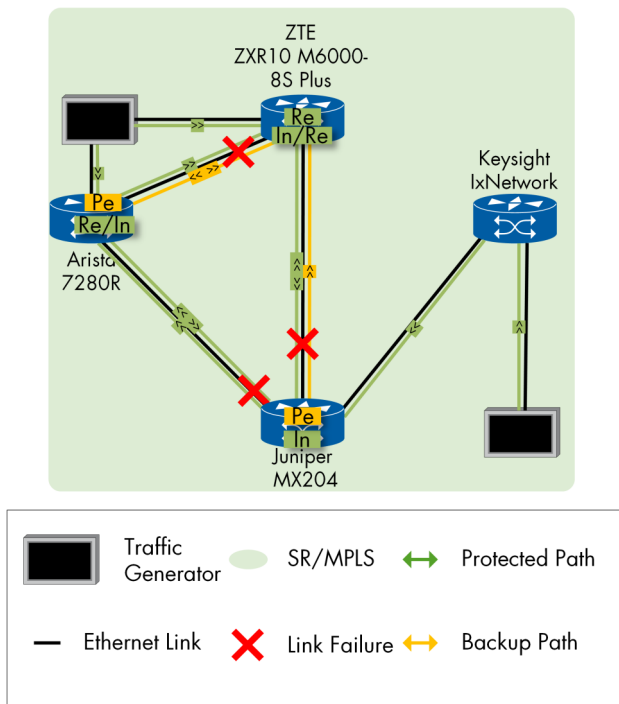 ZTE
ZXR10 M6000-
8S Plus
Re
In/Re
>>
>>
<< >>
Keysight
IxNetwork
Pe
Re/In
Arista
7280R
Pe
In
Juniper
MX204
Traffic
Generator
SR/MPLS
Protected Path
Ethernet Link
Link Failure
Backup Path